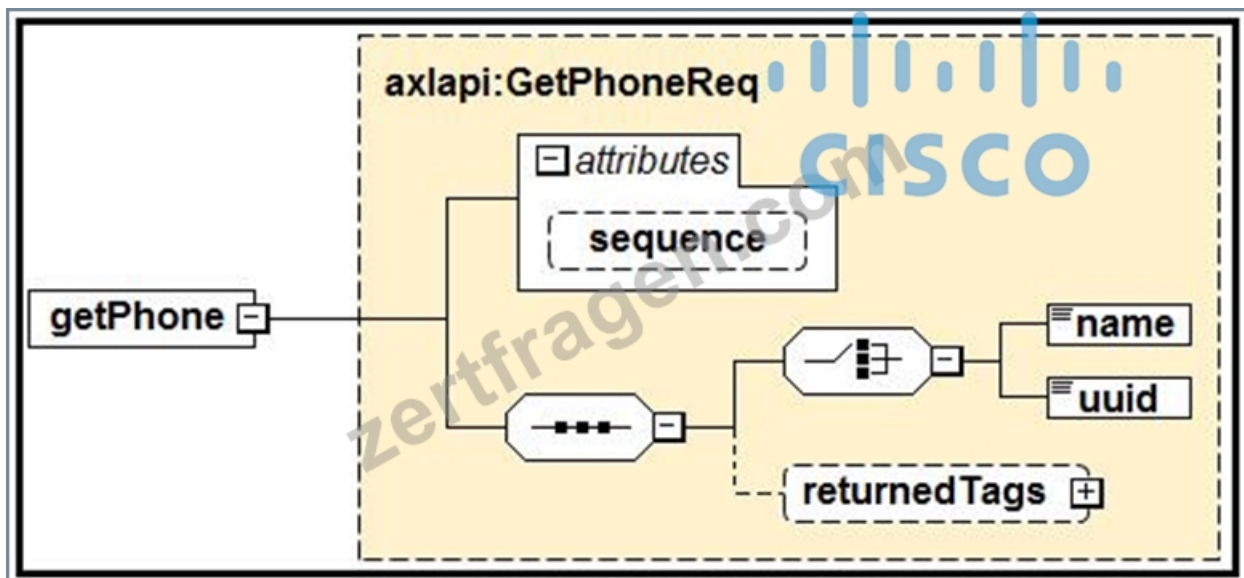 axlapi:GetPhoneReq
CISCO
attributes
sequence
getPhone
name
uuid
returnedTags
zertfragen.com